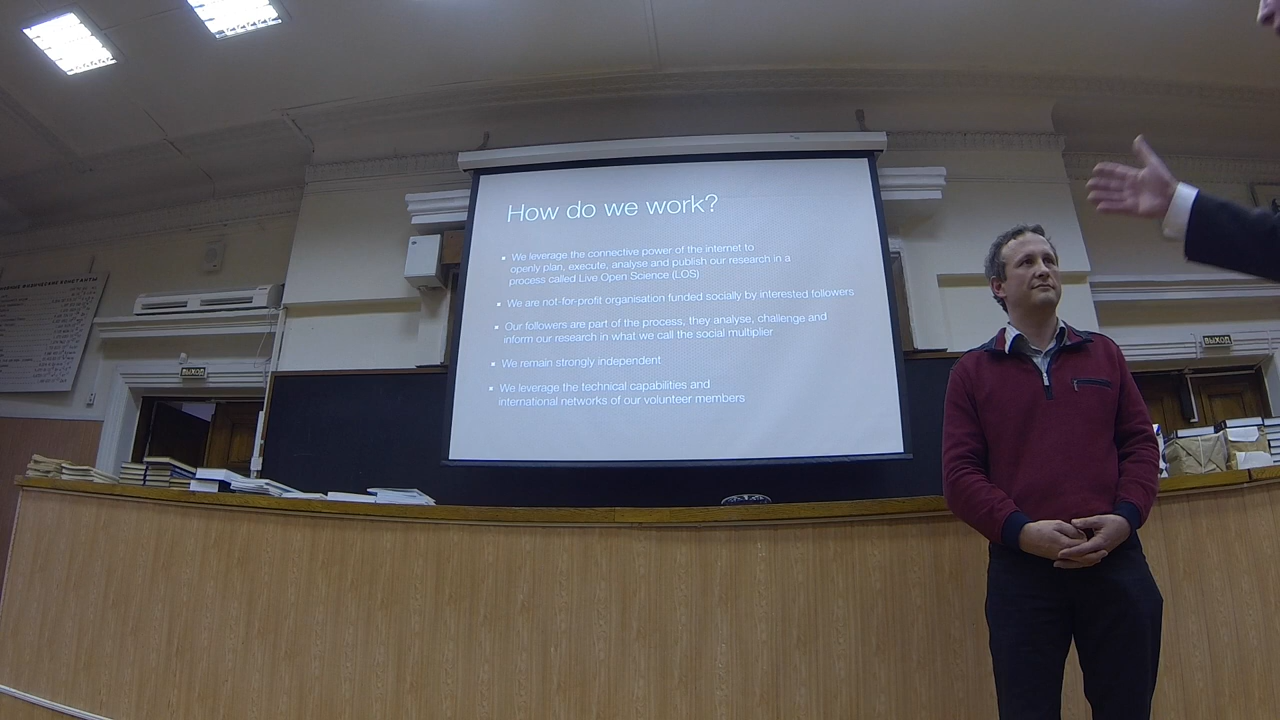 How do we work?
We leverage the connective power of the internet to
openly plan, execute, analyse and publish our research in a
process called Live Open Science (LOS)
We are not-for-profit organisation funded socially by interested followers
Our followers are part of the process, they analyse, challenge and
inform our research in what we call the social multiplier
We remain strongly independent
We leverage the technical capabilities and
international networks of our volunteer members
ФИЗИЧЕСКИЕ КОНСТАНТЫ
ВЫХОД
ВЫХОД